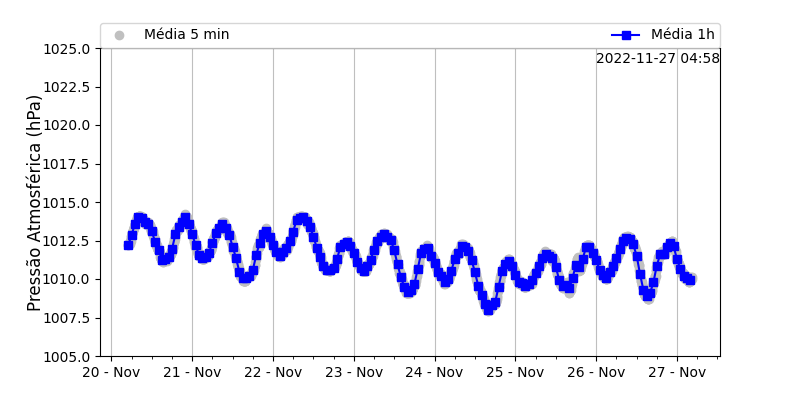 Média 5 min
Média 1h
2022-11-27 04:58
Pressão Atmosférica (hPa)
1025.0
1022.5
1020.0
1017.5
1015.0
1012.5
1010.0
1007.5
1005.0
20 - Nov
21 - Nov
22 - Nov
23 - Nov
24 - Nov
25 - Nov
26 - Nov
27 - Nov